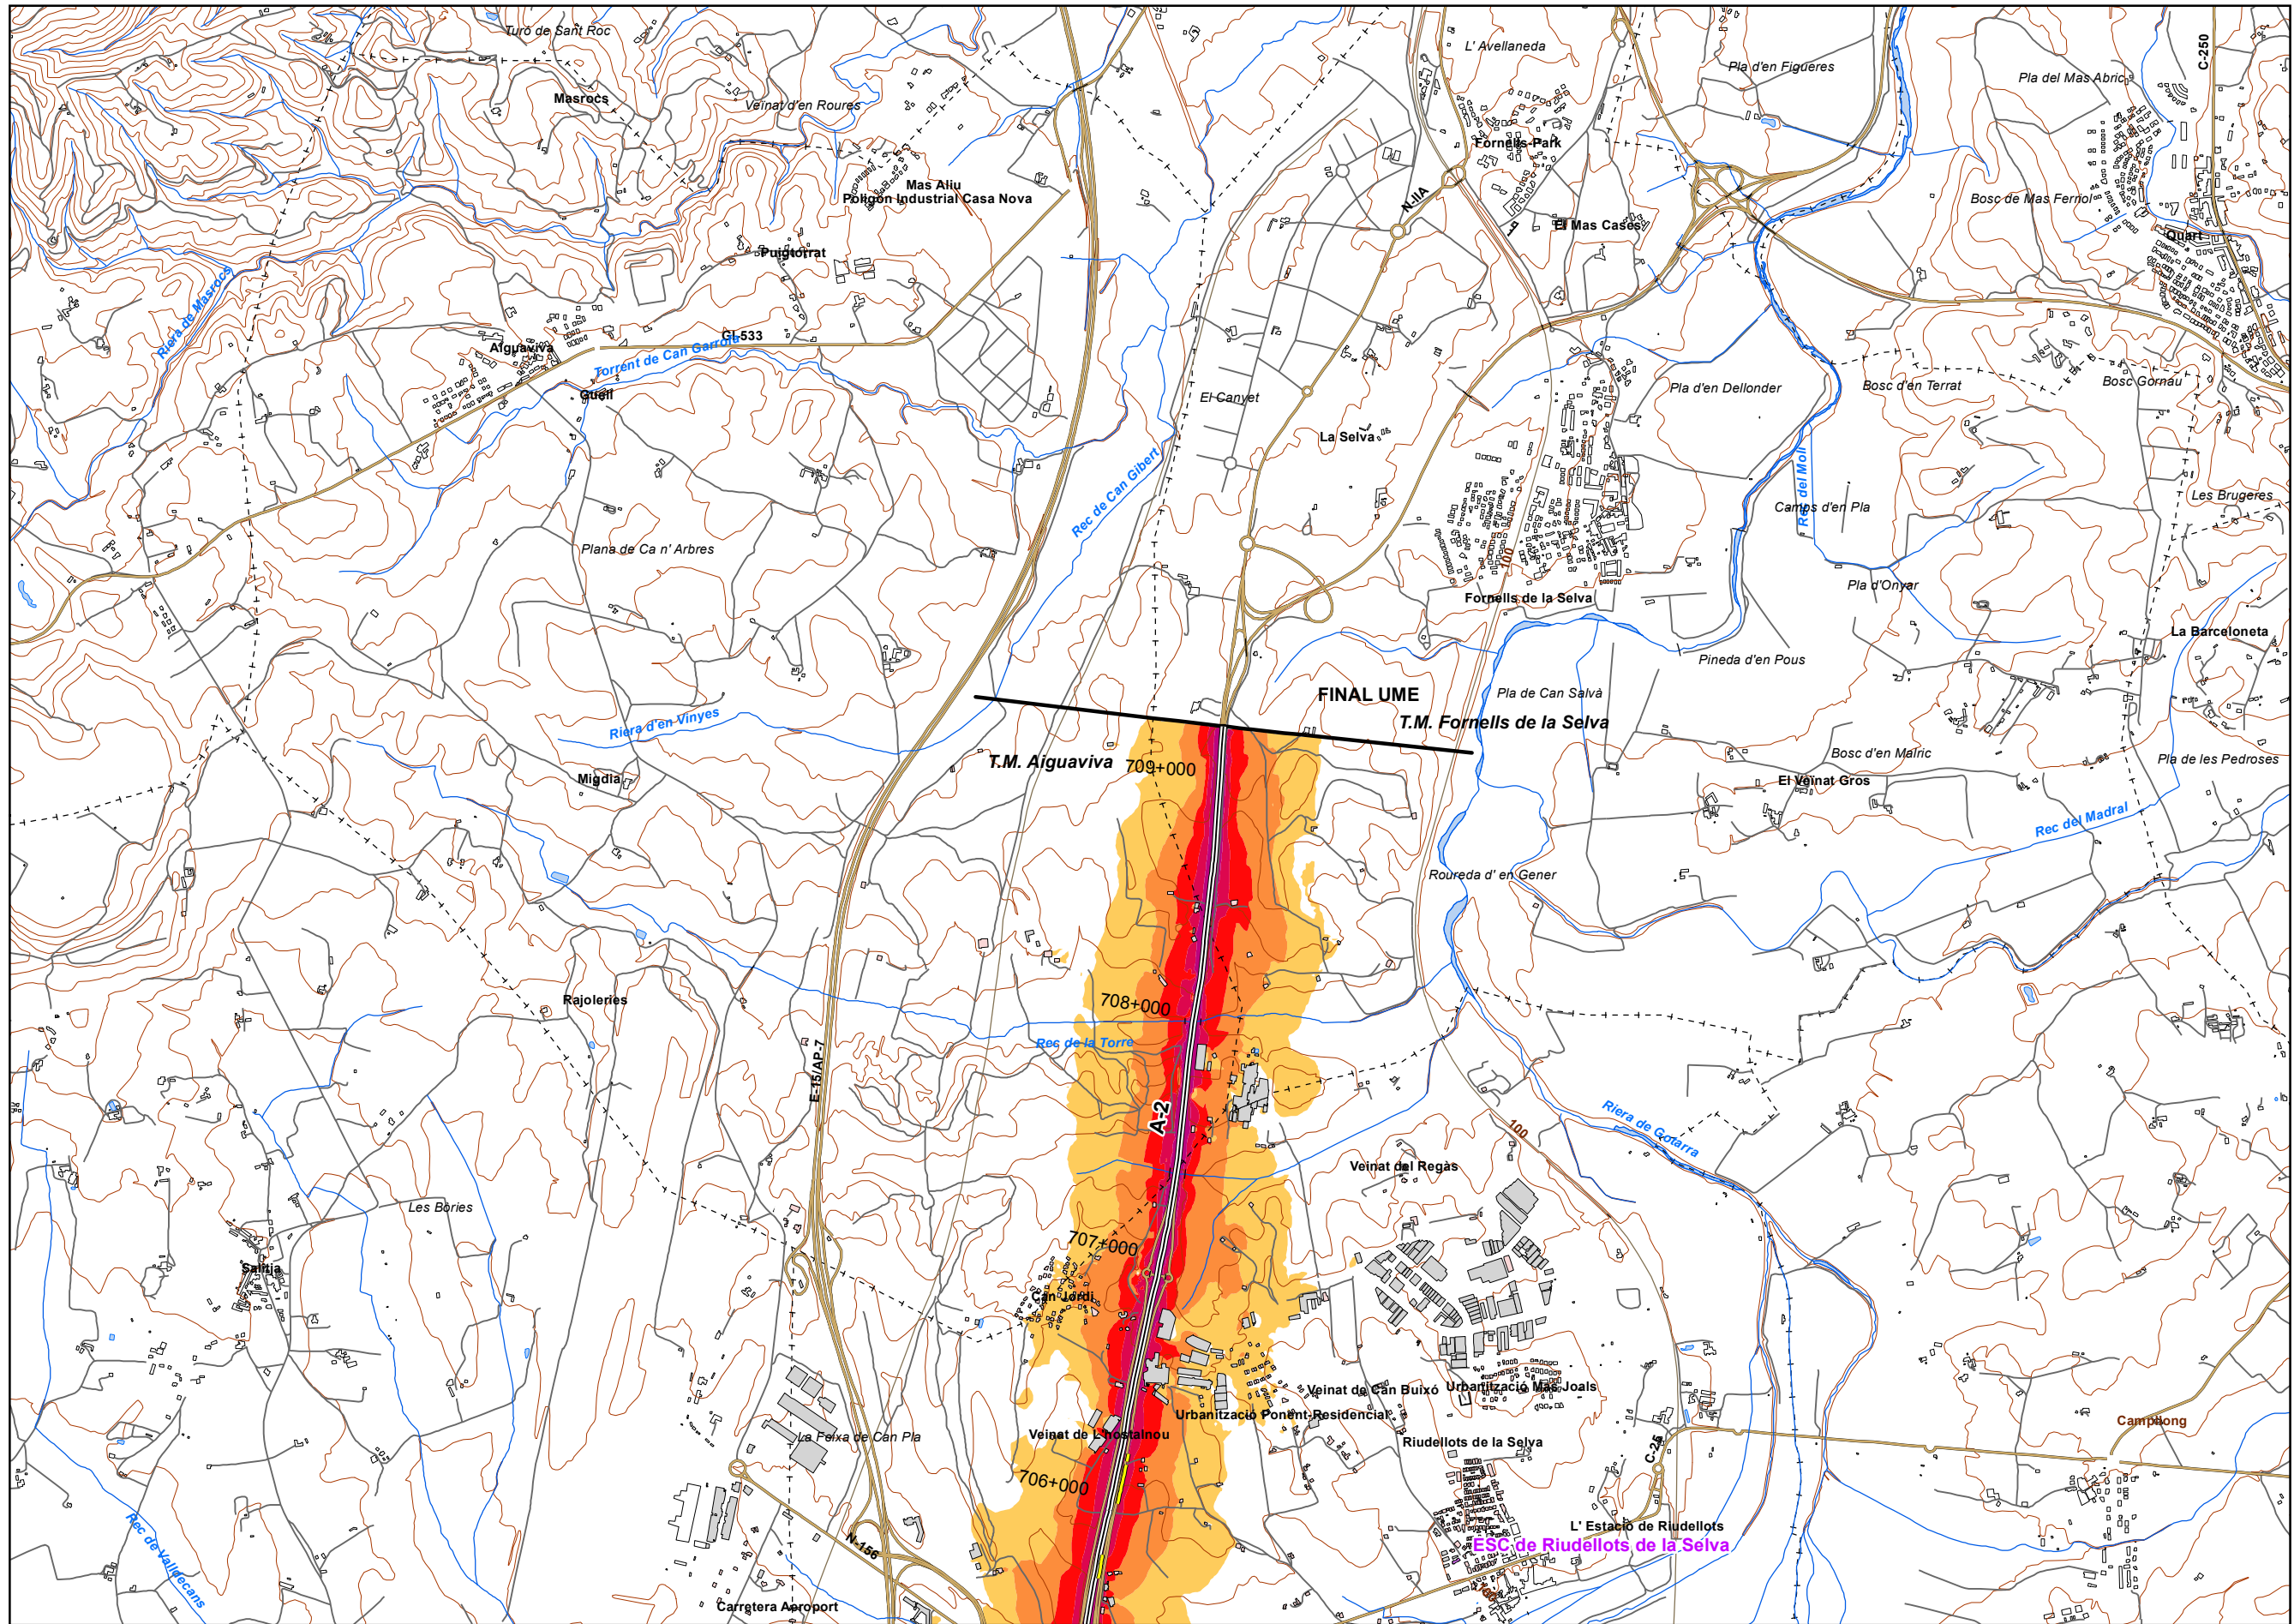 Turó de Sant Roc
L' Avellaneda
C-250
Pla d'en Figueres
Pla del Mas Abric
Masrocs
Veïnat d'en Roures
Fornells-Park
Mas Aliu
Polígon Industrial Casa Nova
N-IIA
Bosc de Mas Ferriol
El Mas Cases
Quart
Puigtorrat
Riera de Masrocs
GI-533
Aiguaviva
Torrent de Can Garrofa
Güell
El Canyet
Pla d'en Dellonder
Bosc d'en Terrat
Bosc Gornau
La Selva
Rec de Can Gibert
Rec del Molí
Camps d'en Pla
Les Brugeres
Plana de Ca n' Arbres
100
Pla d'Onyar
Fornells de la Selva
La Barceloneta
Pineda d'en Pous
FINAL UME
Pla de Can Salvà
Riera d'en Vinyes
T.M. Fornells de la Selva
Bosc d'en Malric
T.M. Aiguaviva
709+000
Pla de les Pedroses
Migdia
El Veïnat Gros
Rec del Madral
Roureda d' en Gener
Rajoleries
708+000
Rec de la Torre
E-15/AP-7
A-2
100
Riera de Gotarra
Veïnat del Regàs
Les Bòries
707+000
Salitja
Can Jordi
Veïnat de Can Buixó
Urbanització Mas Joals
Urbanització Ponent-Residencial
Campllong
La Feixa de Can Pla
Veïnat de L'hostalnou
Riudellots de la Selva
C-25
706+000
L' Estació de Riudellots
Rec de Valldecans
N-156
ESC de Riudellots de la Selva
100
Carretera Aeroport